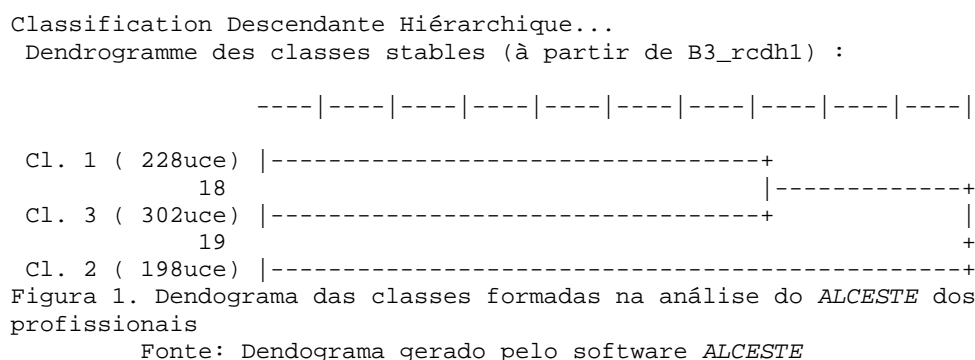 Classification Descendante Hiérarchique...
Dendrogramme des classes stables (à partir de B3_rcdh1) :
----|----|----|----|----|----|----|----|----|----|
Cl. 1 ( 228uce) |----------------------------------+
18 |-------------+
Cl. 3 ( 302uce) |----------------------------------+ |
19 +
Cl. 2 ( 198uce) |------------------------------------------------+
Figura 1. Dendograma das classes formadas na análise do ALCESTE dos
profissionais
Fonte: Dendograma gerado pelo software ALCESTE